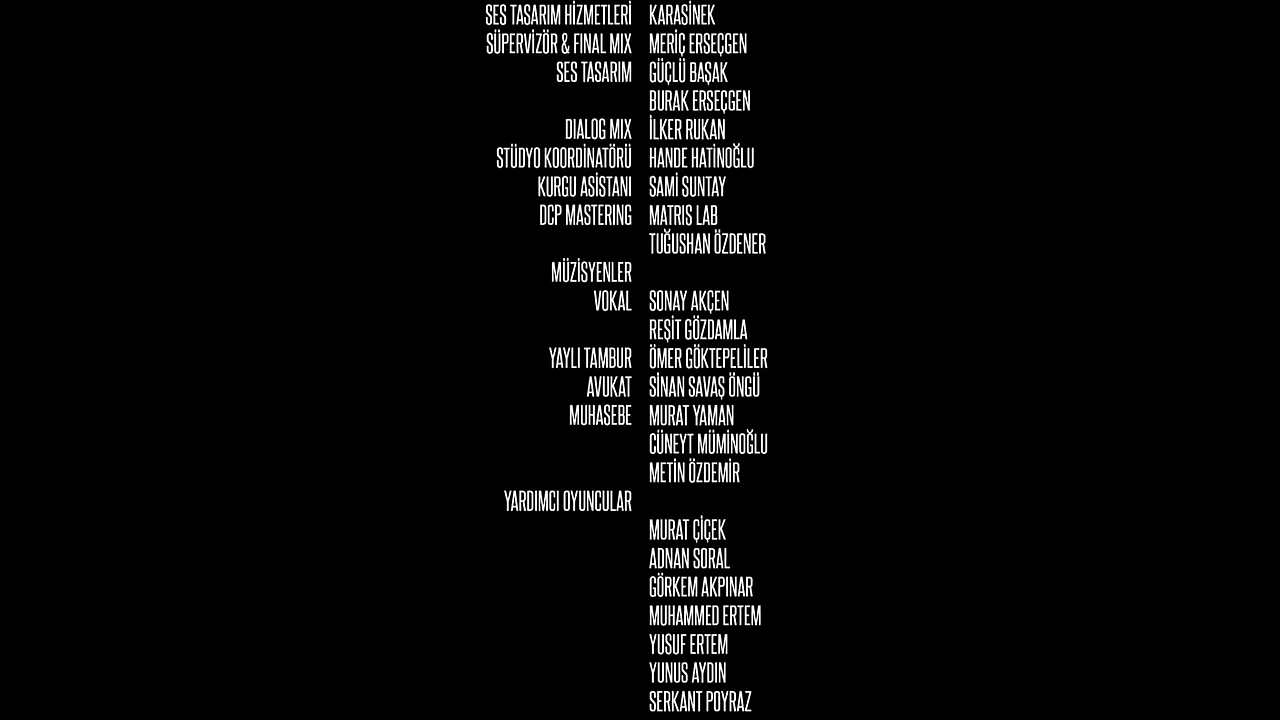 SES TASARIM HİZMETLERİ KARASİNEK
SÜPERVİZÖR & FINAL MIX MERİÇ ERSEÇGEN
SES TASARIM GÜÇLÜ BAŞAK
BURAK ERSEÇGEN
DIALOG MIX İLKER RUKAN
STÜDYO KOORDİNATÖRÜ HANDE HATİNOĞLU
KURGU ASİSTANI SAMİ SUNTAY
DCP MASTERING MATRIS LAB
TUĞUSHAN ÖZDENER
MÜZİSYENLER
VOKAL SONAY AKÇEN
REŞİT GÖZDAMLA
YAYLI TAMBUR ÖMER GÖKTEPELİLER
AVUKAT SİNAN SAVAŞ ÖNGÜ
MUHASEBE MURAT YAMAN
CÜNEYT MÜMİNOĞLU
METİN ÖZDEMİR
YARDIMCI OYUNCULAR
MURAT ÇİÇEK
ADNAN SORAL
GÖRKEM AKPINAR
MUHAMMED ERTEM
YUSUF ERTEM
YUNUS AYDIN
SERKANT POYRAZ